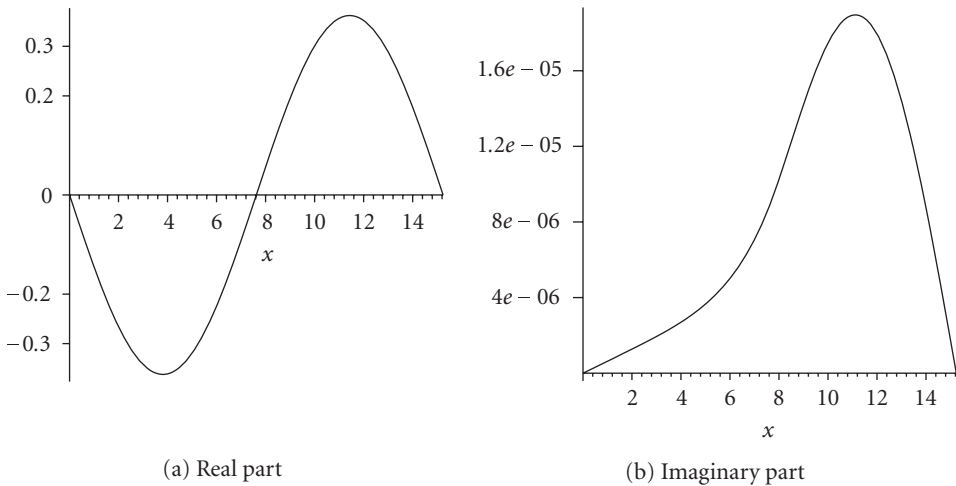 0.3
0.2
0
−0.2
−0.3
2 4 6 8 10 12 14
x
(a) Real part
1.6e − 05
1.2e − 05
8e − 06
4e − 06
2 4 6 8 10 12 14
x
(b) Imaginary part